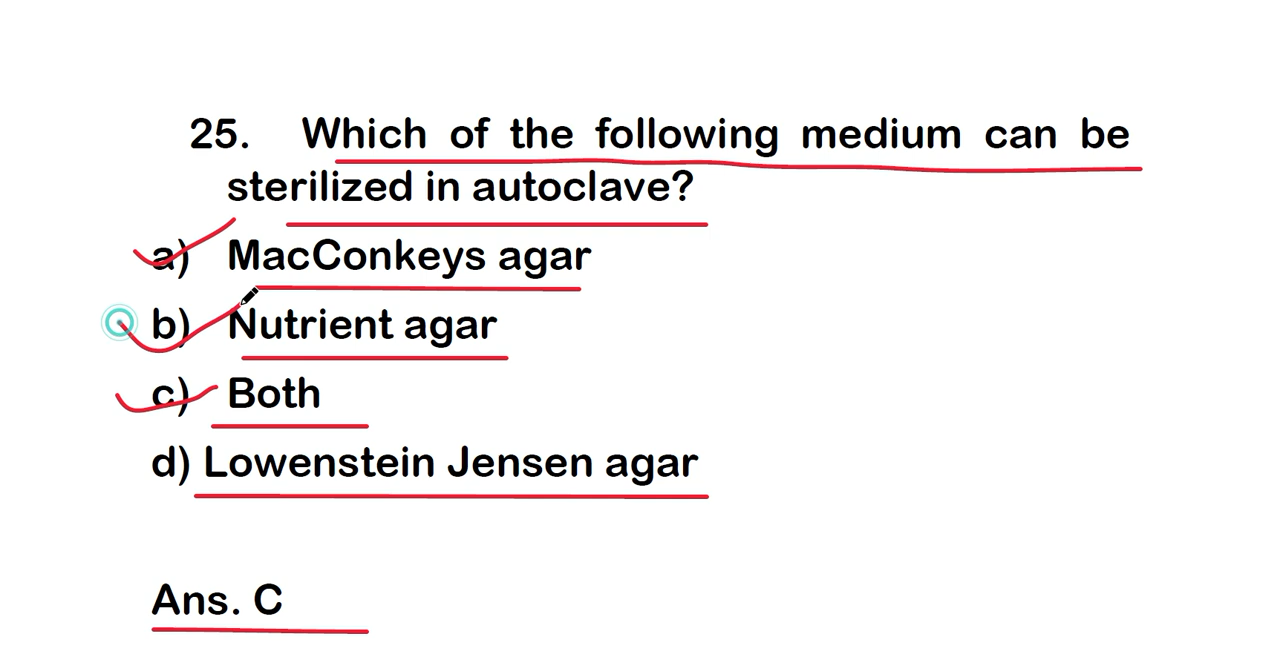 25. Which of the following medium can be
sterilized in autoclave?
a) MacConkeys agar
b) Nutrient agar
c) Both
d) Lowenstein Jensen agar
Ans. C